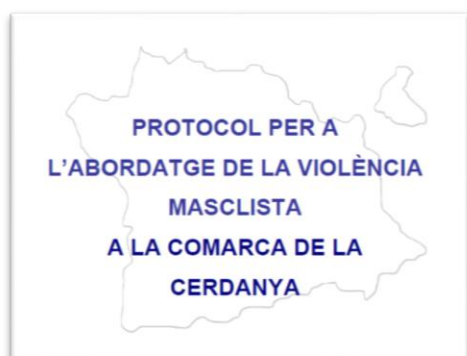 PROTOCOL PER A
L'ABORDATGE DE LA VIOLÈNCIA
MASCLISTA
A LA COMARCA DE LA
CERDANYA